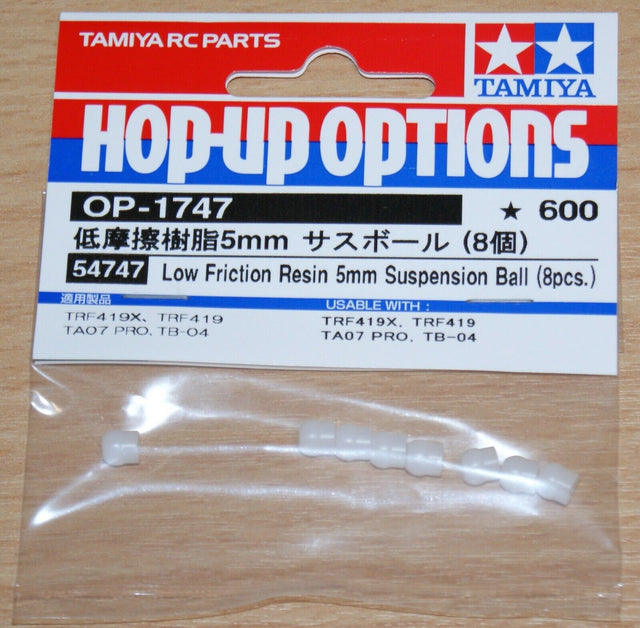 TAMIYA RC PARTS
TAMIYA
HOP-UP OPTIONS
OP-1747
★ 600
低摩擦樹脂5mm サスボール (8個)
54747 Low Friction Resin 5mm Suspension Ball (8pcs.)
適用製品
TRF419X、TRF419
TA07 PRO、TB-04
USABLE WITH :
TRF419X, TRF419
TA07 PRO, TB-04